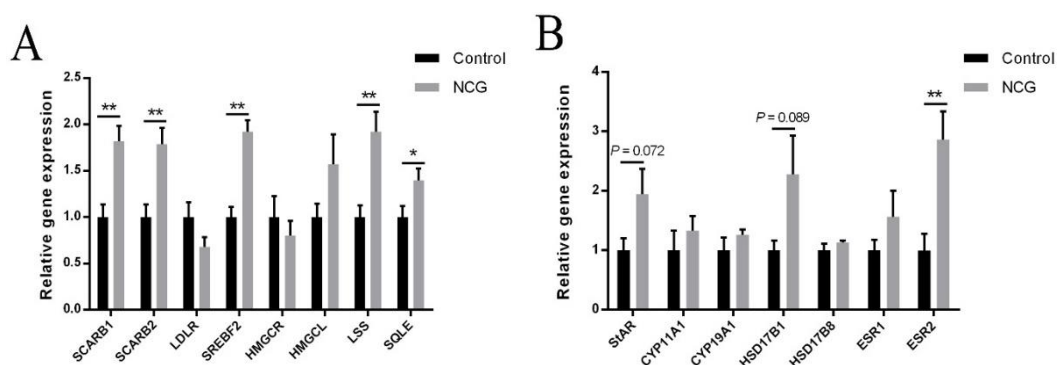 A
Control
NCG
Relative gene expression
2.5
2.0
1.5
1.0
0.5
0.0
**
**
**
**
*
SCARB1
SCARB2
LDLR
SREBF2
HMGCR
HMGCL
LSS
SQLE
B
Control
NCG
Relative gene expression
4
3
2
1
0
P = 0.072
P = 0.089
**
StAR
CYP11A1
CYP19A1
HSD17B1
HSD17B8
ESR1
ESR2